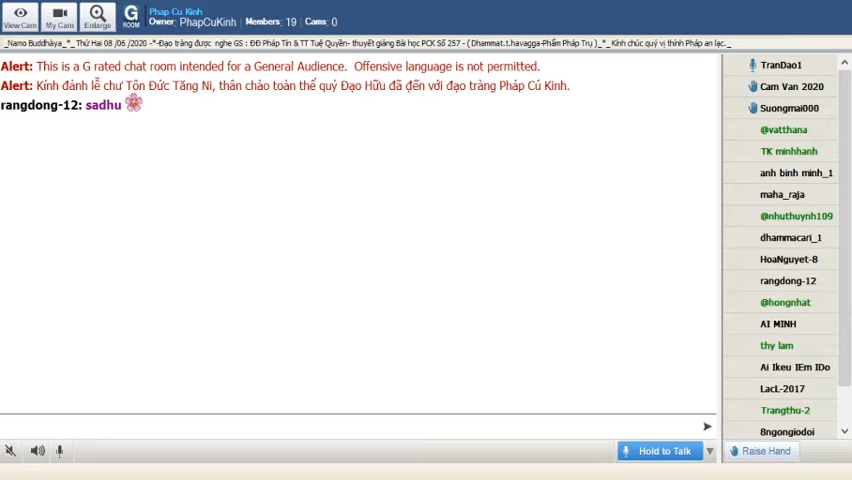 View Cam
My Cam
Enlarge
G
ROOM
Phap Cu Kinh
Owner: PhapCuKinh Members: 19 Cams: 0
_Namo Buddhàya_*_ Thứ Hai 08 /06 /2020 -*-Đạo tràng được nghe GS : ĐĐ Pháp Tín & TT Tuệ Quyền- thuyết giảng Bài học PCK Số 257 - ( Dhammat.t.havagga-Phẩm Pháp Trụ )_*_ Kính chúc quý vị thính Pháp an lạc._
Alert: This is a G rated chat room intended for a General Audience. Offensive language is not permitted.
Alert: Kính đảnh lễ chư Tôn Đức Tăng Ni, thân chào toàn thể quý Đạo Hữu đã đến với đạo tràng Pháp Cú Kinh.
rangdong-12: sadhu
TranDao1
Cam Van 2020
Suongmai000
@vatthana
TK minhhanh
anh binh minh_1
maha_raja
@nhuthuynh109
dhammacari_1
HoaNguyet-8
rangdong-12
@hongnhat
AI MINH
thy lam
Ai Ikeu IEm IDo
LacL-2017
Trangthu-2
8ngongiodoi
Hold to Talk
Raise Hand